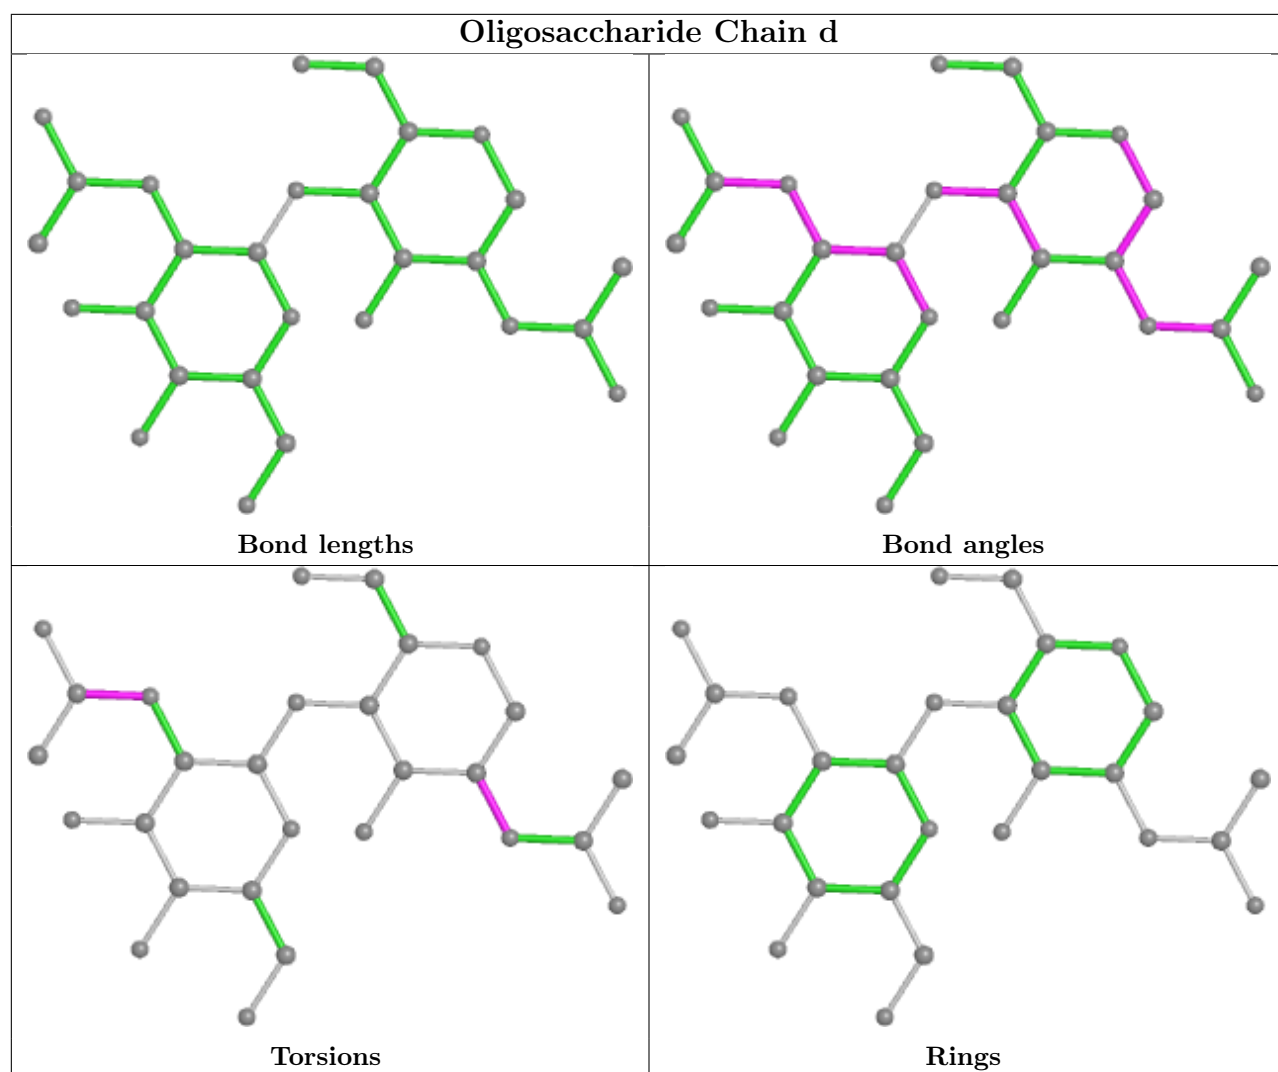 Oligosaccharide Chain d
Bond lengths
Bond angles
Torsions
Rings